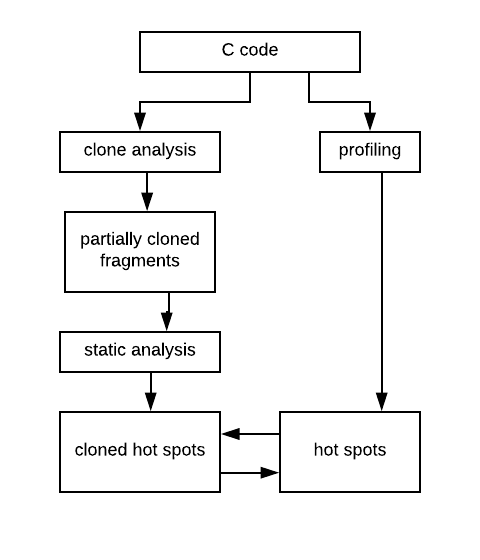 C code
clone analysis
profiling
partially cloned
fragments
static analysis
cloned hot spots
hot spots